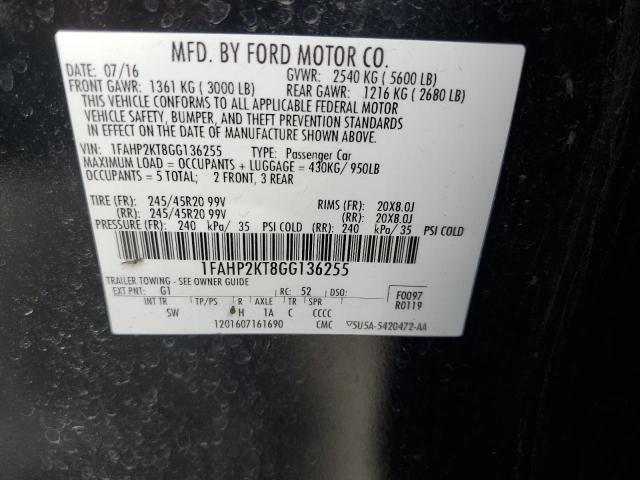 MFD. BY FORD MOTOR CO.
DATE: 07/16 GVWR: 2540 KG ( 5600 LB)
FRONT GAWR: 1361 KG ( 3000 LB) REAR GAWR: 1216 KG ( 2680 LB)
THIS VEHICLE CONFORMS TO ALL APPLICABLE FEDERAL MOTOR
VEHICLE SAFETY, BUMPER, AND THEFT PREVENTION STANDARDS
IN EFFECT ON THE DATE OF MANUFACTURE SHOWN ABOVE.
VIN: 1FAHP2KT8GG136255 TYPE: Passenger Car
MAXIMUM LOAD = OCCUPANTS + LUGGAGE = 430KG/ 950LB
OCCUPANTS = 5 TOTAL; 2 FRONT, 3 REAR
TIRE (FR): 245/45R20 99V RIMS (FR): 20X8.0J
(RR): 245/45R20 99V (RR): 20X8.0J
PRESSURE (FR): 240 kPa/ 35 PSI COLD (RR): 240 kPa/ 35 PSI COLD
1FAHP2KT8GG136255
TRAILER TOWING - SEE OWNER GUIDE
EXT PNT: G1 RC: 52 DSO: F0097
INT TR TP/PS R AXLE TR SPR R0119
SW H 1A C CCCC
1201607161690 CMC 5U5A-5420472-AA